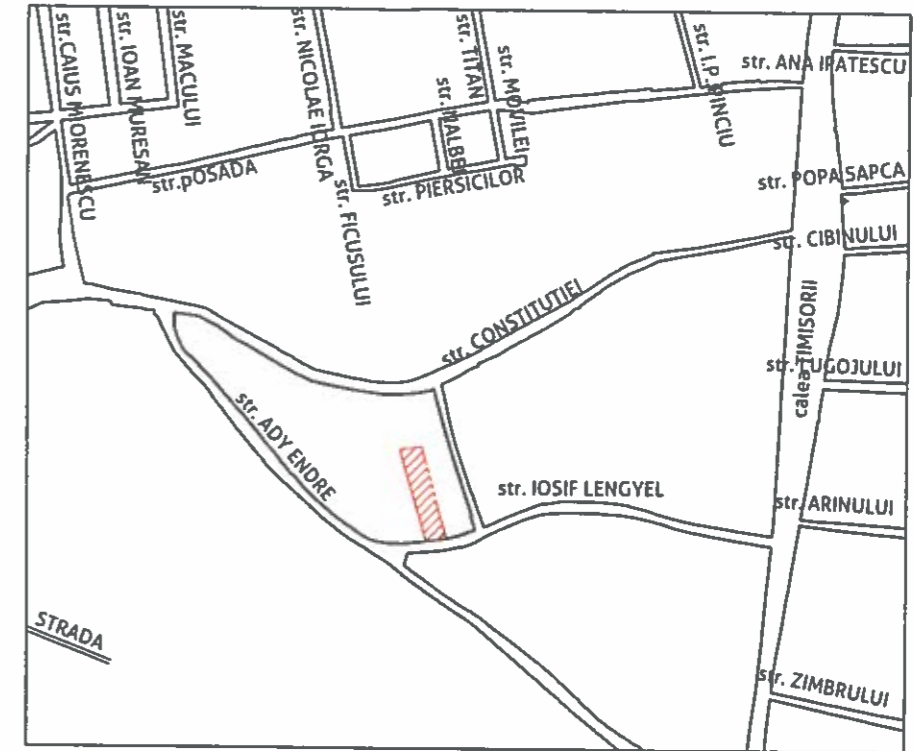 str.CAIUS MIORENESCU
str. IOAN MURESAN
str. MACULUI
str. NICOLAE IORGA
str. TITAN
str. MOVILEI
str. MALBEI
str. I.P. PINCIU
str. ANA IPATESCU
str.pOSADA
str. PIERSICILOR
str. FICUSULUI
str. POPA SAPCA
str. CIBINULUI
str. CONSTITUTIEI
calea TIMISORII
str. LUGOJULUI
str. ADY ENDRE
str. IOSIF LENGYEL
str. ARINULUI
STRADA
str. ZIMBRULUI